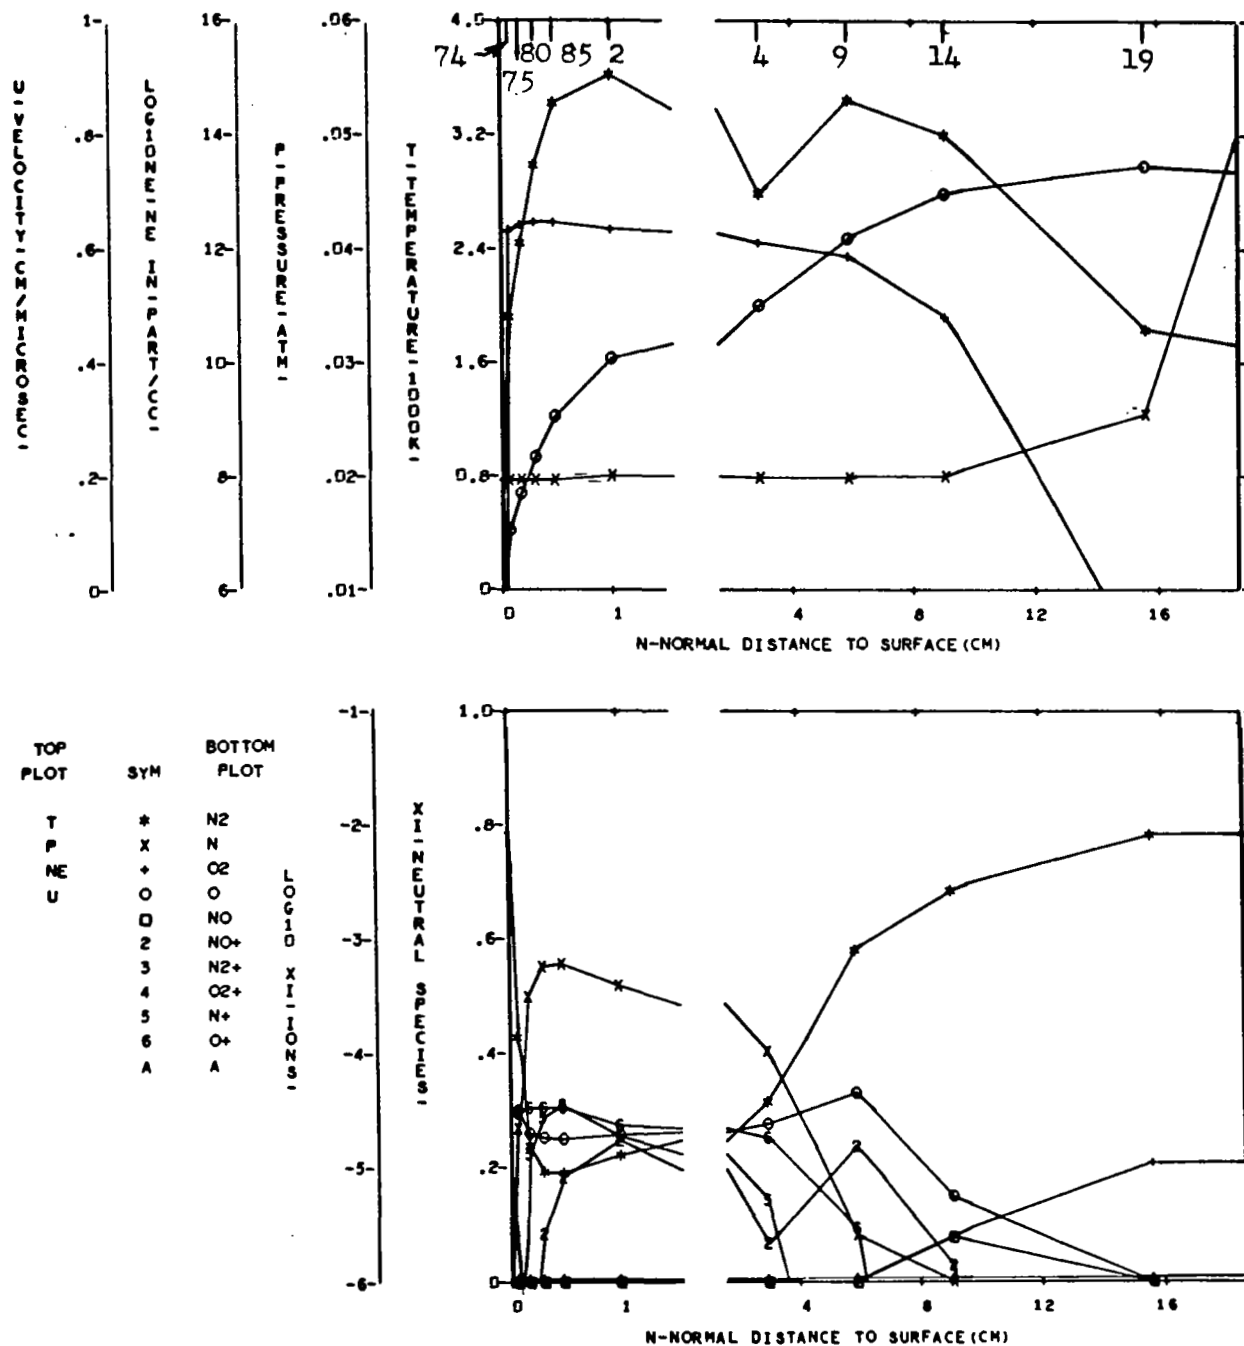 1- 16- .06- 4.0-
74 75 80 85 2 4 9 14 19
.8- 14- .05- 3.2-
.6- 12- .04- 2.4-
.4- 10- .03- 1.6-
.2- 8- .02- 0.8-
0- 6- .01- 0-
U-VELOCITY-CM/MICROSEC-
LOG10NE-NE IN-PART/CC-
P-PRESSURE-ATM-
T-TEMPERATURE-1000K-
0 1 4 8 12 16
N-NORMAL DISTANCE TO SURFACE(CM)
-1- 1.0-
-2- .8-
-3- .6-
-4- .4-
-5- .2-
-6- 0-
TOP PLOT SYM BOTTOM PLOT
T * N2
P X N
NE + O2
U O O
□ NO
2 NO+
3 N2+
4 O2+
5 N+
6 O+
A A
LOG10 XI-IONS-
XI-NEUTRAL SPECIES-
0 1 4 8 12 16
N-NORMAL DISTANCE TO SURFACE(CM)